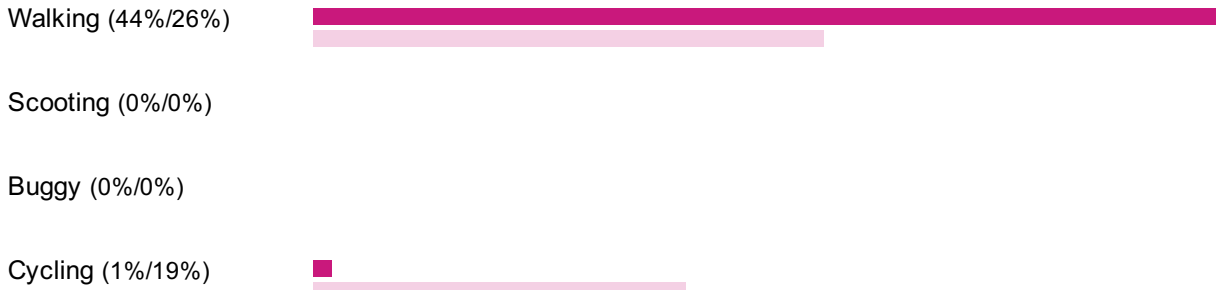 Walking (44%/26%)
Scooting (0%/0%)
Buggy (0%/0%)
Cycling (1%/19%)